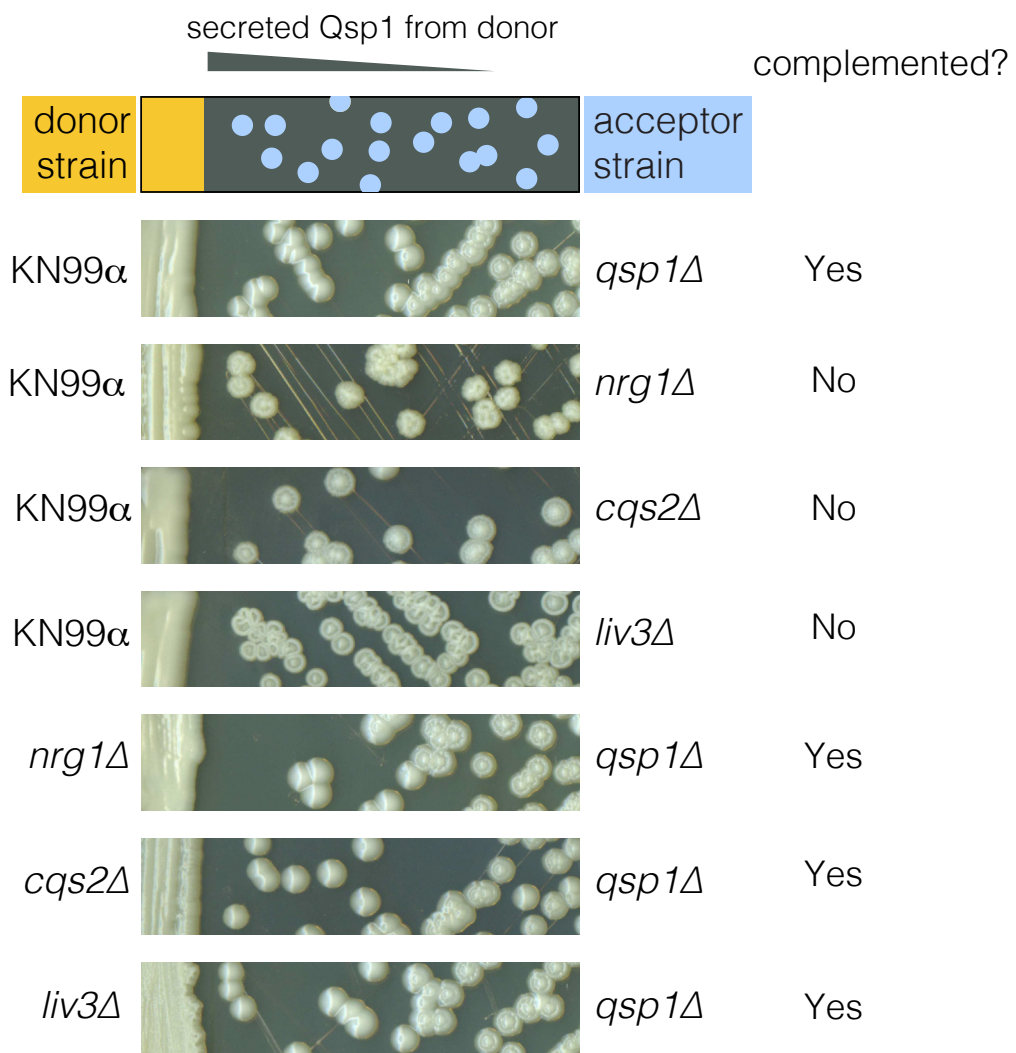 secreted Qsp1 from donor
complemented?
donor
strain
acceptor
strain
KN99α qsp1Δ Yes
KN99α nrg1Δ No
KN99α cqs2Δ No
KN99α liv3Δ No
nrg1Δ qsp1Δ Yes
cqs2Δ qsp1Δ Yes
liv3Δ qsp1Δ Yes